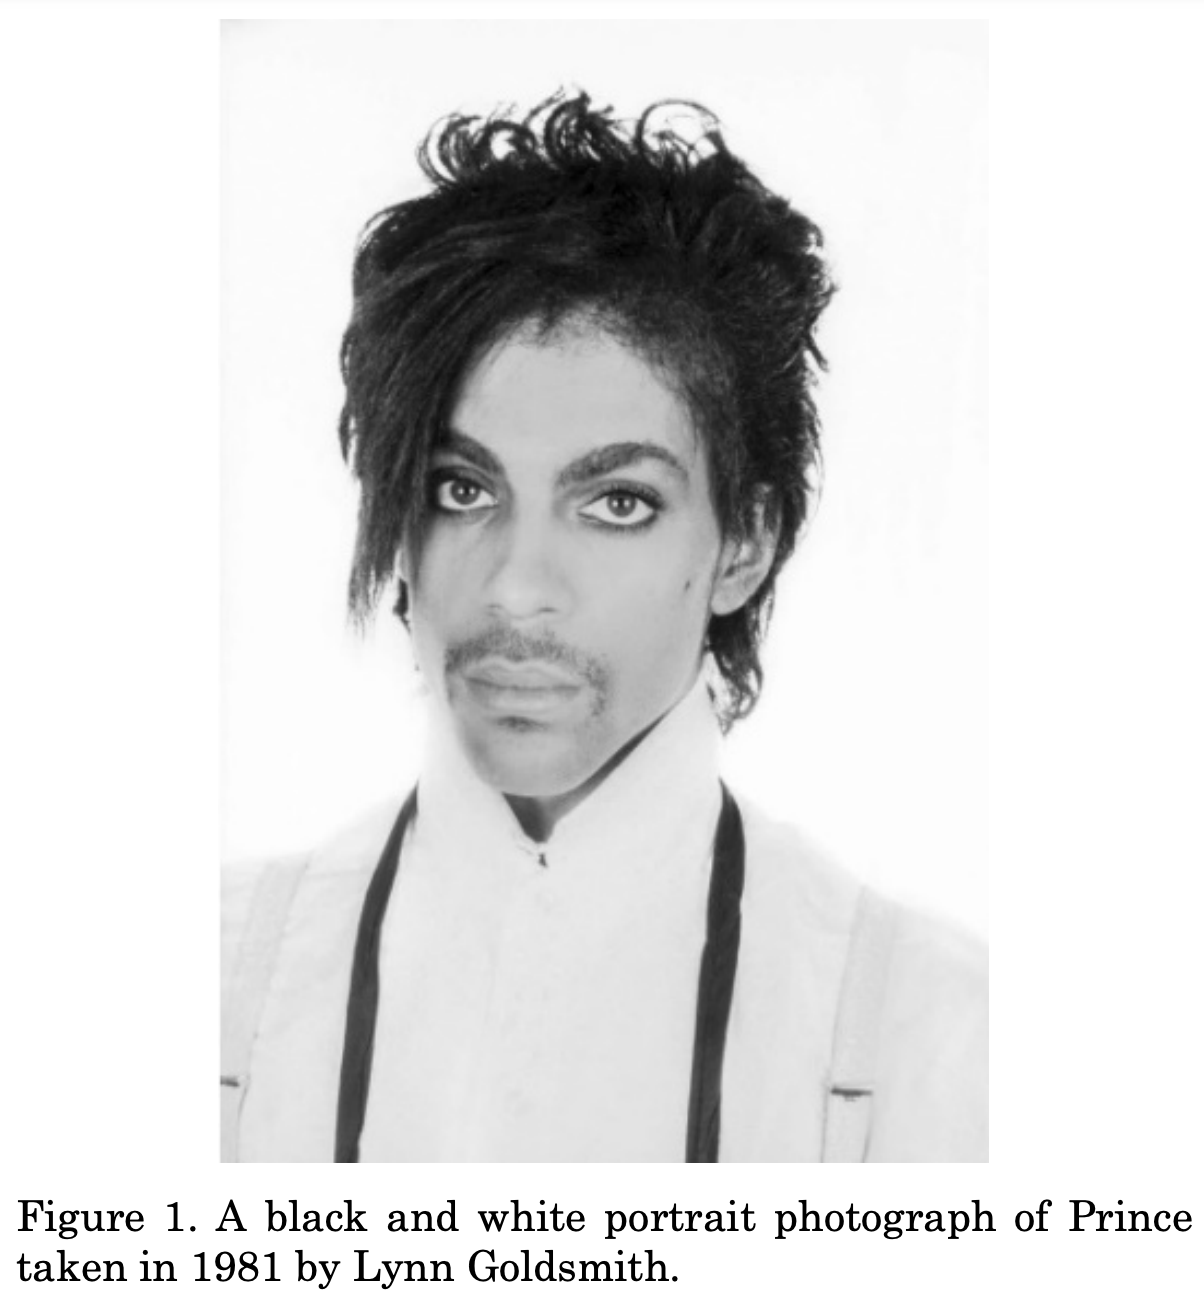 Figure 1. A black and white portrait photograph of Prince
taken in 1981 by Lynn Goldsmith.